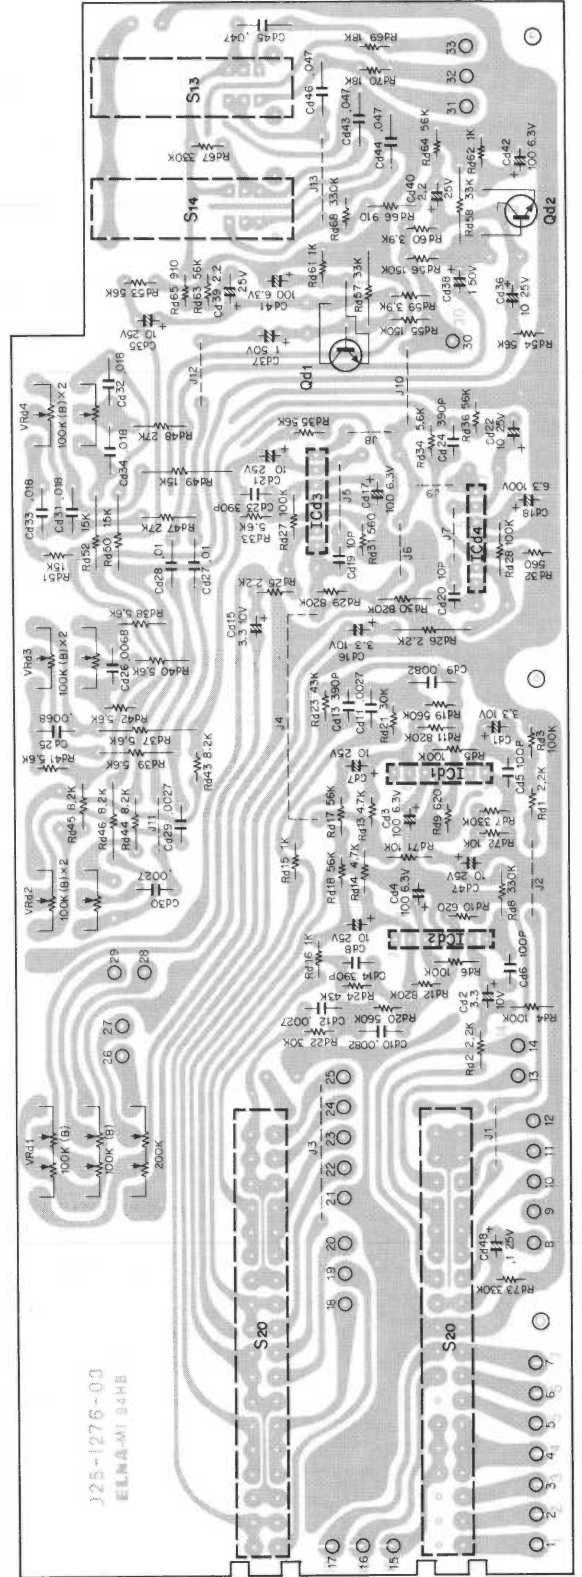 Cd45 .047
Rd69 18K
33
Rd70 18K
32
31
Cd46 .047
Cd43 .047
Cd44 .047
S13
Rd67 330K
Rd64 56K
Rd62 1K
Cd42 100 6.3V
J13
Cd40 2.2 25V
Rd68 330K
Rd66 910
Rd58 33K
S14
Rd60 3.9K
Qd2
Rd61 1K
Rd56 150K
Rd53 56K
Rd65 910
Rd63 56K
Cd39 2.2 25V
Cd41 100 6.3V
Rd57 33K
Cd38 1 50V
Rd59 3.9K
Cd36 10 25V
Cd35 10 25V
Rd55 150K
Rd54 56K
30
Cd37 1 50V
Qd1
J12
J10
VRd4 100K(B)×2
Cd32 .018
Cd34 .018
Rd48 27K
Rd35 56K
J8
Rd34 5.6K
Cd24 390P
Rd36 56K
Cd22 10 25V
Rd49 15K
Cd21 10 25V
Cd23 390P
ICd3
J5
Cd17 100 6.3V
J9
Cd33 .018
Cd31 .018
Rd52 15K
Rd50 15K
Rd47 27K
Rd33 5.6K
Rd27 100K
Cd19 10P
Rd31 560
J6
J7
ICd4
Cd18 6.3 100V
Rd28 100K
Rd51 15K
Cd28 .01
Cd27 .01
Rd32 560
Rd25 2.2K
Rd29 820K
Rd30 820K
Cd20 10P
Rd38 5.6K
Cd15 3.3 10V
Cd16 3.3 10V
Rd26 2.2K
VRd3 100K(B)×2
Cd26 .0068
Rd40 5.6K
J4
Cd9 .0082
Rd23 43K
Cd13 390P
Cd11 .0027
Rd21 30K
Rd19 560K
Rd11 820K
Cd1 3.3 10V
Rd3 100K
Cd25 .0068
Rd42 5.6K
Rd37 5.6K
Rd39 5.6K
Rd41 5.6K
Rd43 8.2K
Rd5 100K
Cd7 10 25V
ICd1
Cd5 100P
Rd1 2.2K
Rd45 8.2K
Rd46 8.2K
Rd44 8.2K
J11
Cd29 .0027
Rd17 56K
Rd13 4.7K
Cd3 100 6.3V
Rd9 620
Rd7 330K
Rd72 10K
Rd15 1K
Rd71 10K
VRd2 100K(B)×2
Cd30 .0027
Rd18 56K
Rd14 4.7K
Cd4 100 6.3V
Cd47 10 25V
Rd8 330K
J2
Rd10 620
Cd8 10 25V
ICd2
Rd16 1K
Cd14 390P
Rd6 100K
Cd6 100P
29
28
Rd24 43K
Rd12 820K
Cd2 3.3 10V
Rd4 100K
Cd12 .0027
Rd20 560K
27
26
Rd22 30K
Cd10 .0082
Rd2 2.2K
14
13
25
24
23
22
21
20
19
18
J3
VRd1
100K(B)
100K(B)
200K
12
11
10
9
8
J1
Cd48 .1 25V
Rd73 330K
S20
S20
J25-1276-03
7
6
5
4
3
2
1
17
16
15